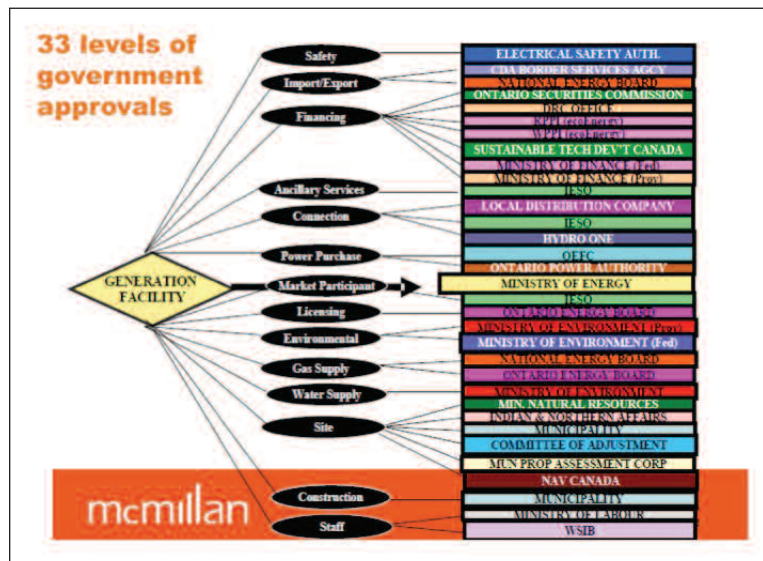 33 levels of
government
approvals
Safety
Import/Export
Financing
Ancillary Services
Connection
Power Purchase
Market Participant
Licensing
Environmental
Gas Supply
Water Supply
Site
Construction
Staff
GENERATION
FACILITY
ELECTRICAL SAFETY AUTH.
CDA BORDER SERVICES AGCY
NATIONAL ENERGY BOARD
ONTARIO SECURITIES COMMISSION
DRC OFFICE
RPPI (ecoEnergy)
WPPI (ecoEnergy)
SUSTAINABLE TECH DEV'T CANADA
MINISTRY OF FINANCE (Fed)
MINISTRY OF FINANCE (Prov)
IESO
LOCAL DISTRIBUTION COMPANY
IESO
HYDRO ONE
OEFC
ONTARIO POWER AUTHORITY
MINISTRY OF ENERGY
IESO
ONTARIO ENERGY BOARD
MINISTRY OF ENVIRONMENT (Prov)
MINISTRY OF ENVIRONMENT (Fed)
NATIONAL ENERGY BOARD
ONTARIO ENERGY BOARD
MINISTRY OF ENVIRONMENT
MIN. NATURAL RESOURCES
INDIAN & NORTHERN AFFAIRS
MUNICIPALITY
COMMITTEE OF ADJUSTMENT
MUN PROP ASSESSMENT CORP
NAV CANADA
MUNICIPALITY
MINISTRY OF LABOUR
WSIB
mcmillan